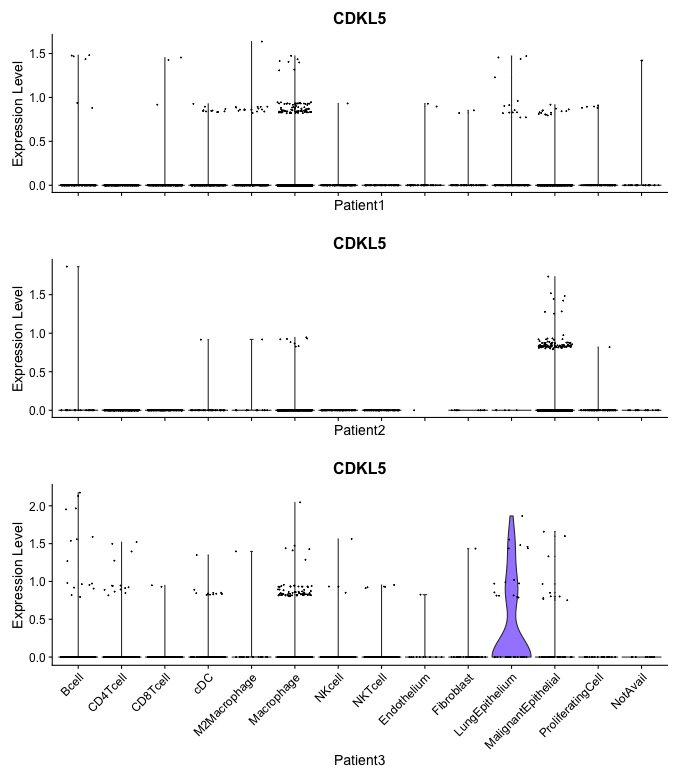 CDKL5
Expression Level
1.5
1.0
0.5
0.0
Patient1
CDKL5
Expression Level
1.5
1.0
0.5
0.0
Patient2
CDKL5
Expression Level
2.0
1.5
1.0
0.5
0.0
Bcell
CD4Tcell
CD8Tcell
cDC
M2Macrophage
Macrophage
NKcell
NKTcell
Endothelium
Fibroblast
LungEpithelium
MalignantEpithelial
ProliferatingCell
NotAvail
Patient3